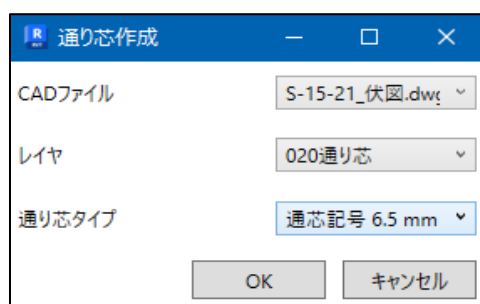 通り芯作成
CADファイル S-15-21_伏図.dwg
レイヤ 020通り芯
通り芯タイプ 通芯記号 6.5 mm
OK キャンセル